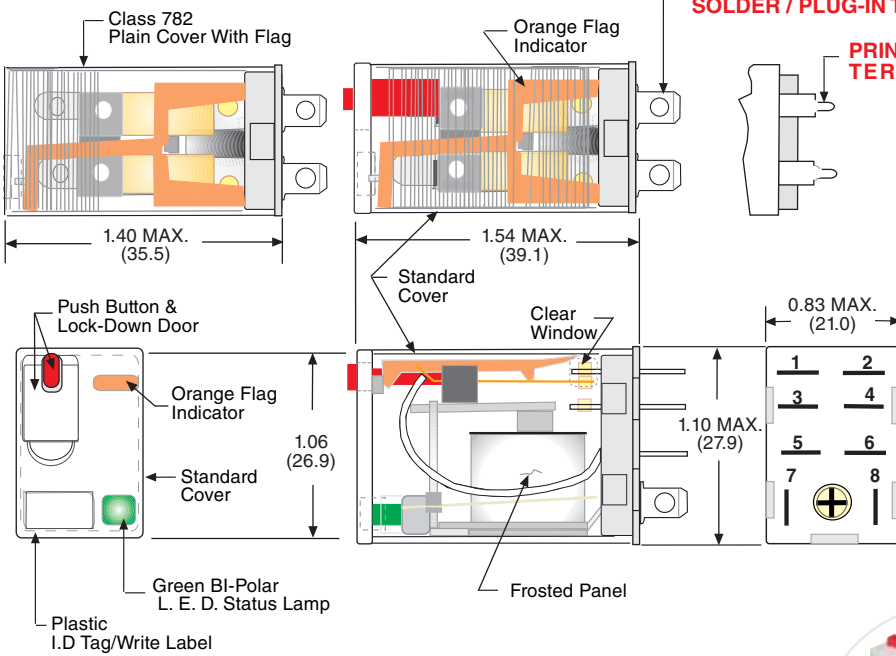 Class 782
Plain Cover With Flag
Orange Flag
Indicator
SOLDER / PLUG-IN
1.40 MAX.
(35.5)
1.54 MAX.
(39.1)
Standard
Cover
Push Button &
Lock-Down Door
Clear
Window
0.83 MAX.
(21.0)
Orange Flag
Indicator
1.06
(26.9)
1.10 MAX.
(27.9)
Standard
Cover
1 2
3 4
5 6
7 8
Green BI-Polar
L. E. D. Status Lamp
Frosted Panel
Plastic
I.D Tag/Write Label